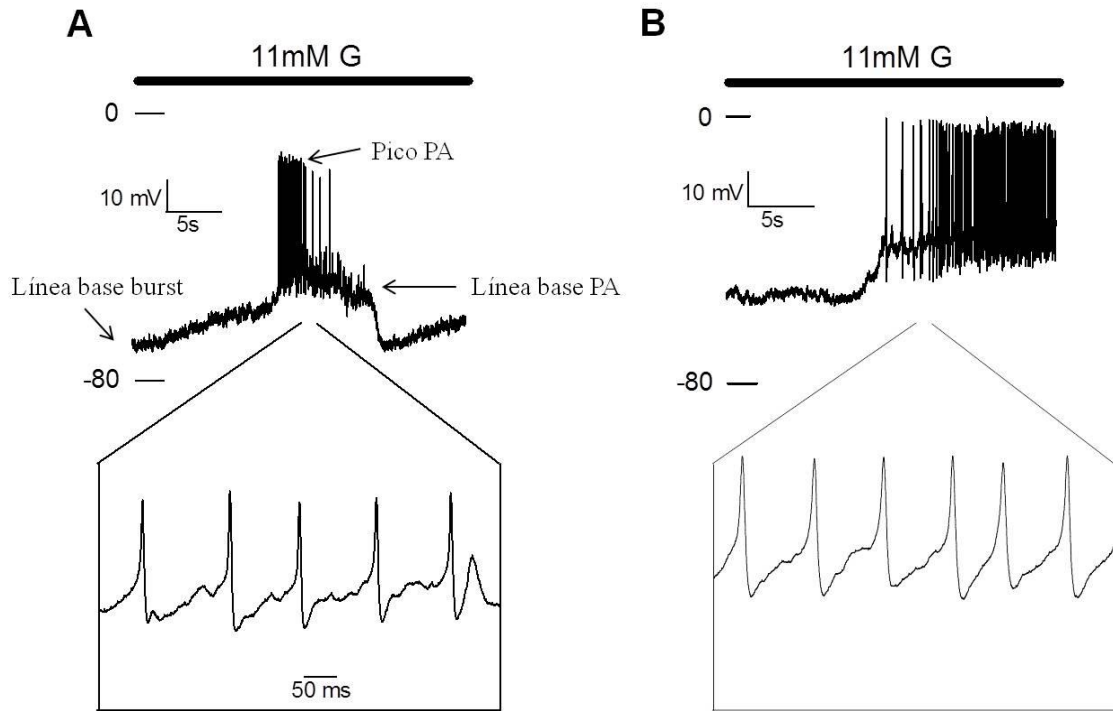 A
11mM G
0
Pico PA
10 mV
5s
Línea base burst
Línea base PA
-80
50 ms
B
11mM G
0
10 mV
5s
-80